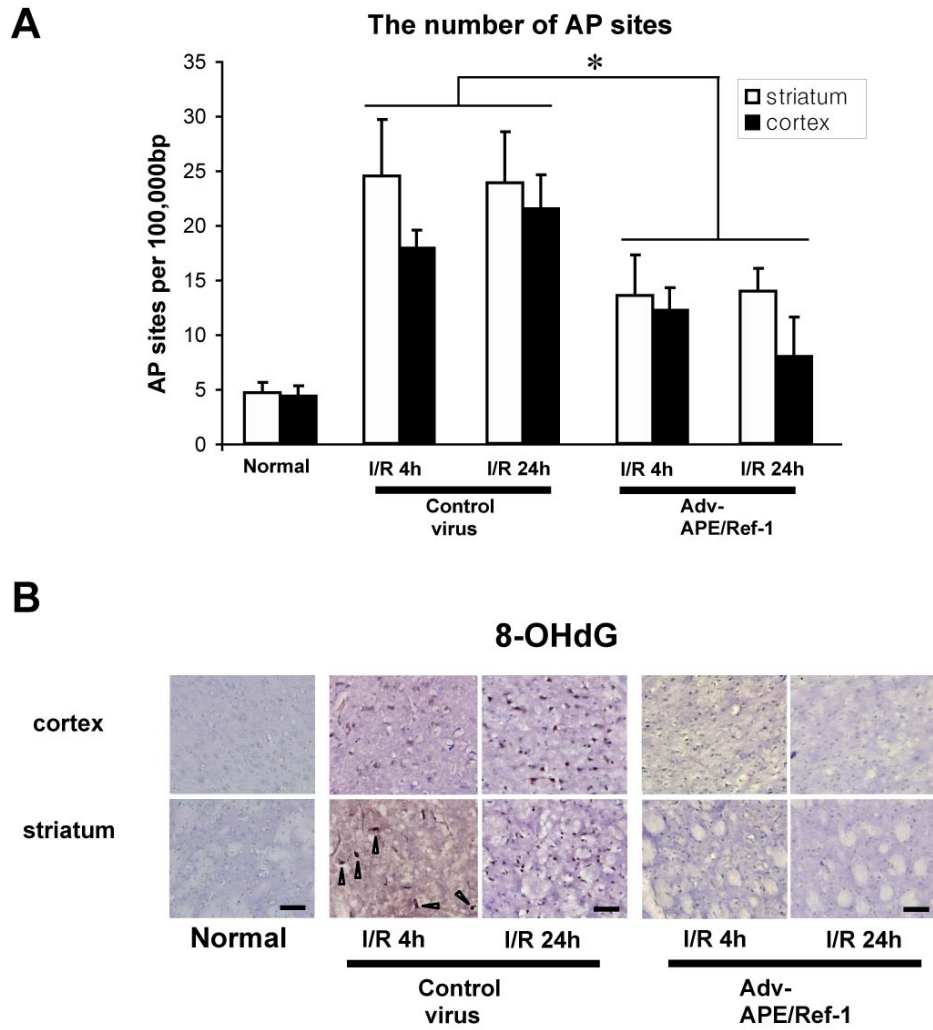 A
The number of AP sites
AP sites per 100,000bp
35
30
25
20
15
10
5
0
*
striatum
cortex
Normal
I/R 4h
I/R 24h
I/R 4h
I/R 24h
Control
virus
Adv-
APE/Ref-1
B
8-OHdG
cortex
striatum
Normal
I/R 4h
I/R 24h
I/R 4h
I/R 24h
Control
virus
Adv-
APE/Ref-1